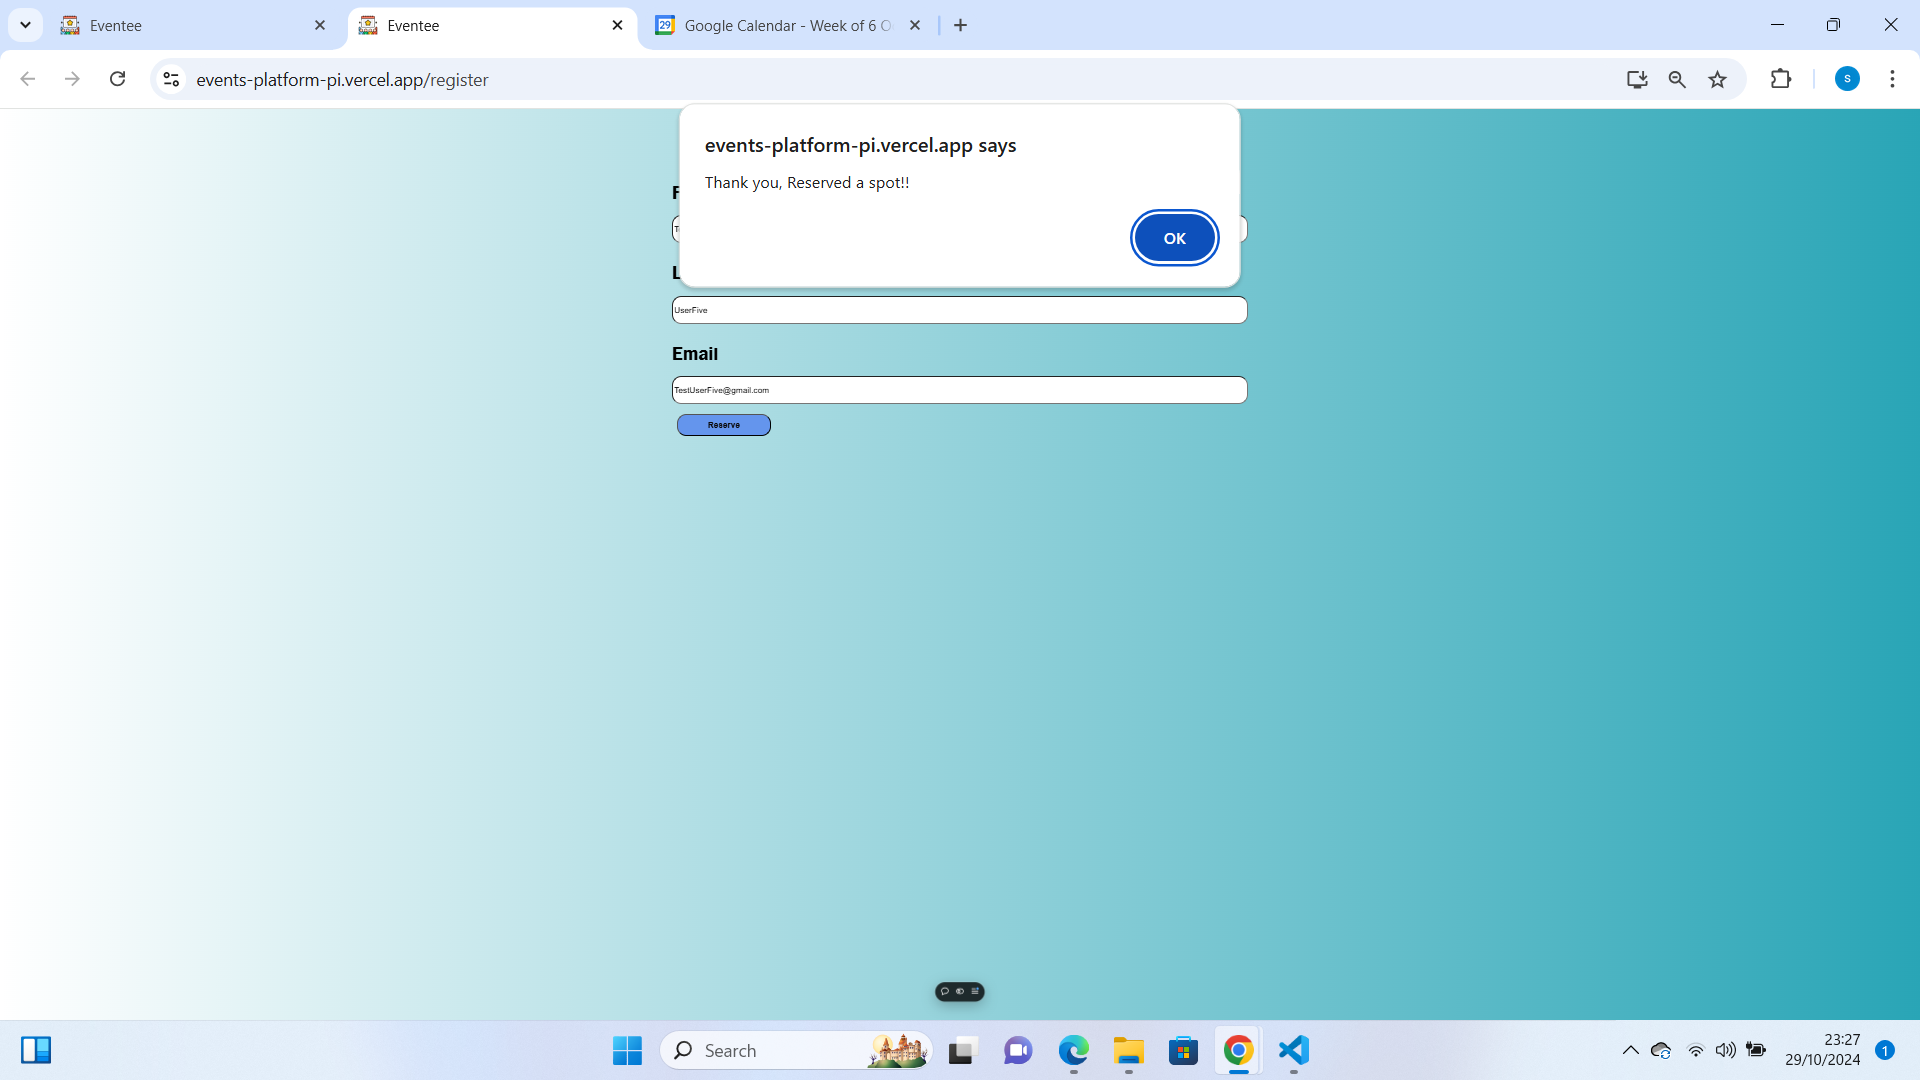 Eventee
Eventee
29
Google Calendar - Week of 6 O
events-platform-pi.vercel.app/register
S
events-platform-pi.vercel.app says
Thank you, Reserved a spot!!
OK
F
T
L
UserFive
Email
TestUserFive@gmail.com
Reserve
Search
23:27
29/10/2024
1